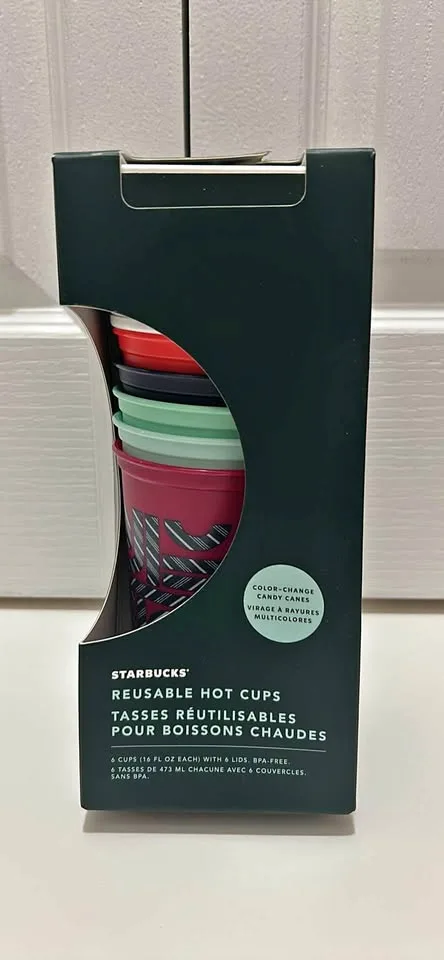 COLOR-CHANGE
CANDY CANES
VIRAGE À RAYURES
MULTICOLORES
STARBUCKS®
REUSABLE HOT CUPS
TASSES RÉUTILISABLES
POUR BOISSONS CHAUDES
6 CUPS (16 FL OZ EACH) WITH 6 LIDS. BPA-FREE.
6 TASSES DE 473 ML CHACUNE AVEC 6 COUVERCLES.
SANS BPA.